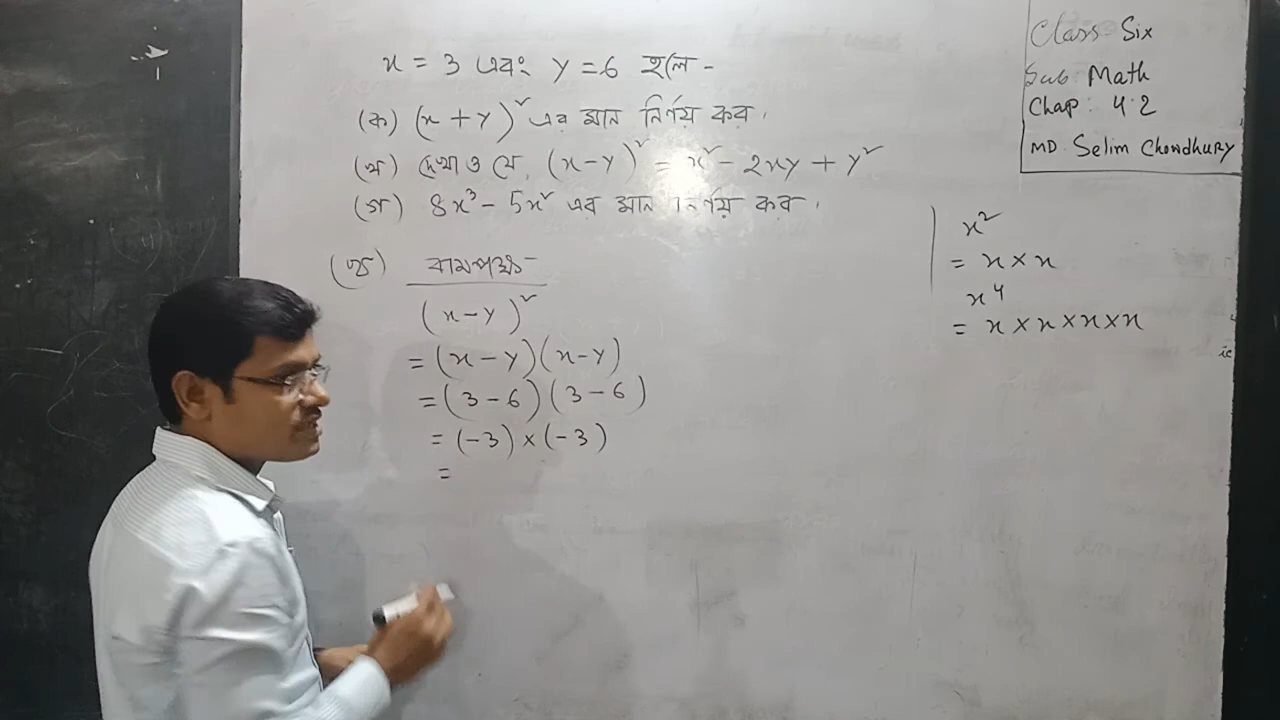 x = 3 এবং y = 6 হলে -
(ক) (x + y)² এর মান নির্ণয় কর।
(খ) দেখাও যে, (x - y)² = x² - 2xy + y²
(গ) 8x³ - 5x² এর মান নির্ণয় কর।
(খ) বামপক্ষ-
(x - y)²
= (x - y)(x - y)
= (3 - 6)(3 - 6)
= (-3) × (-3)
=
Class Six
Sub Math
Chap: 4.2
MD. Selim Chowdhury
x²
= x × x
x⁴
= x × x × x × x